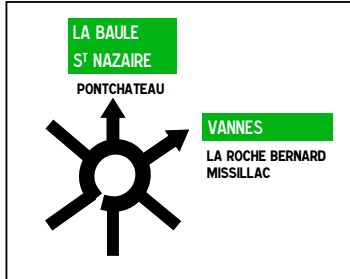 LA BAULE
Sᵀ NAZAIRE
PONTCHATEAU
VANNES
LA ROCHE BERNARD
MISSILLAC